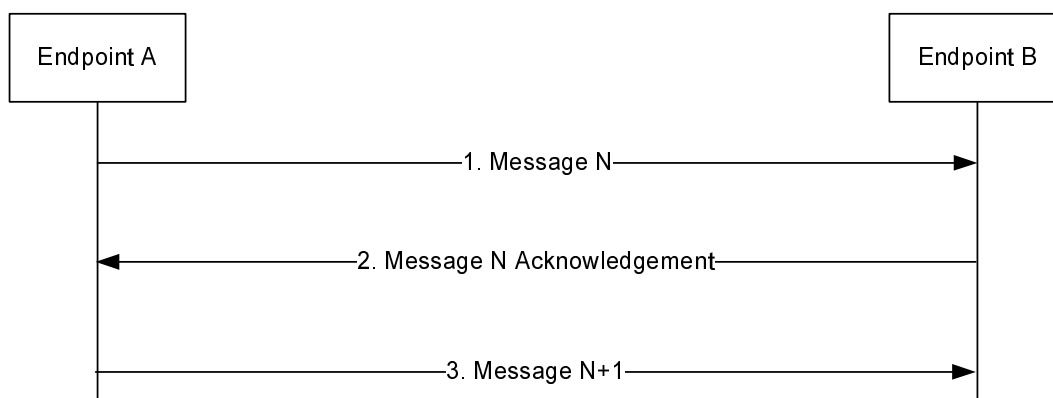 Endpoint A
Endpoint B
1. Message N
2. Message N Acknowledgement
3. Message N+1